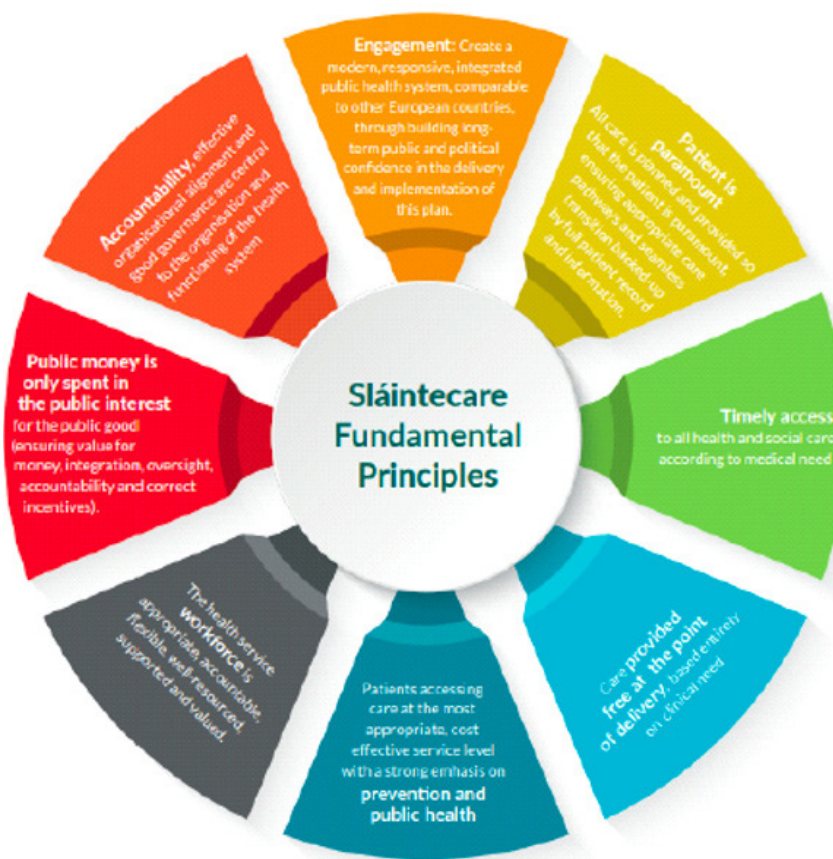 Engagement: Create a
modern, responsive, integrated
public health system, comparable
to other European countries,
through building long-
term public and political
confidence in the delivery
and implementation of
this plan.
Patient is
paramount
All care is planned and provided so
that the patient is paramount,
ensuring appropriate care
pathways and seamless
transition backed-up
by full patient record
and information.
Timely access
to all health and social care
according to medical need
Care provided
free at the point
of delivery, based entirely
on clinical need
Patients accessing
care at the most
appropriate, cost
effective service level
with a strong emhasis on
prevention and
public health
The health service
workforce is
appropriate, accountable,
flexible, well-resourced,
supported and valued.
Public money is
only spent in
the public interest
for the public good
(ensuring value for
money, integration, oversight,
accountability and correct
incentives).
Accountability, effective
organisational alignment and
good governance are central
to the organisation and
functioning of the health
system
Sláintecare
Fundamental
Principles